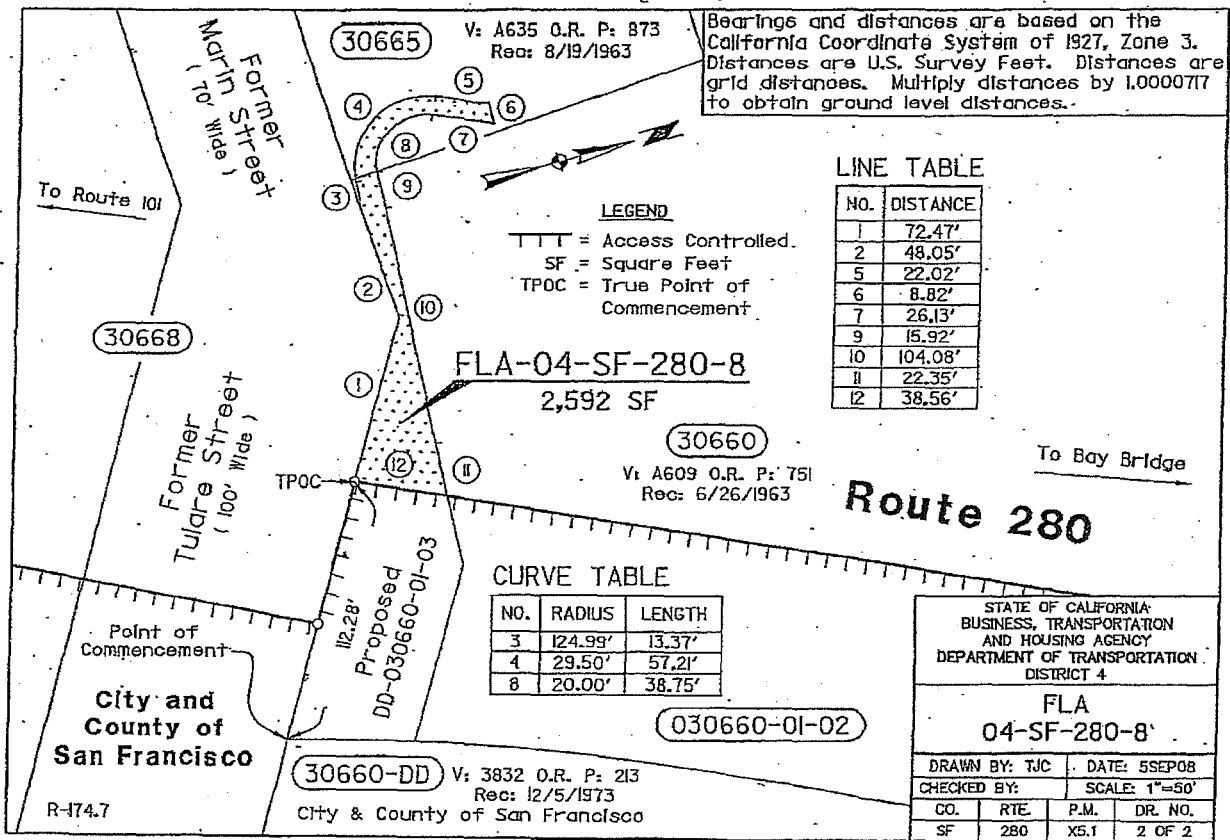 30665
V: A635 O.R. P: 873
Rec: 8/19/1963
Bearings and distances are based on the
California Coordinate System of 1927, Zone 3.
Distances are U.S. Survey Feet. Distances are
grid distances. Multiply distances by 1.0000717
to obtain ground level distances.
Former
Marin Street
( 70' Wide )
5
6
4
7
8
3
9
To Route 101
LEGEND
= Access Controlled.
SF = Square Feet
TPOC = True Point of
Commencement
LINE TABLE
NO. DISTANCE
1 72.47'
2 48.05'
5 22.02'
6 8.82'
7 26.13'
9 15.92'
10 104.08'
11 22.35'
12 38.56'
2
10
30668
1
FLA-04-SF-280-8
2,592 SF
Former
Tulare Street
( 100' Wide )
30660
V: A609 O.R. P: 751
Rec: 6/26/1963
To Bay Bridge
12
11
TPOC
Route 280
112.28'
Proposed
DD-030660-01-03
CURVE TABLE
NO. RADIUS LENGTH
3 124.99' 13.37'
4 29.50' 57.21'
8 20.00' 38.75'
Point of
Commencement
City and
County of
San Francisco
030660-01-02
30660-DD
V: 3832 O.R. P: 213
Rec: 12/5/1973
City & County of San Francisco
R-174.7
STATE OF CALIFORNIA
BUSINESS, TRANSPORTATION
AND HOUSING AGENCY
DEPARTMENT OF TRANSPORTATION
DISTRICT 4
FLA
04-SF-280-8
DRAWN BY: TJC DATE: 5SEP08
CHECKED BY: SCALE: 1"=50'
CO. RTE. P.M. DR. NO.
SF 280 X5.1 2 OF 2